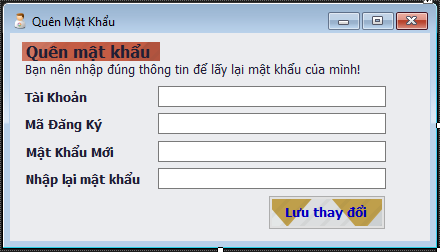 Quên Mật Khẩu
Quên mật khẩu
Bạn nên nhập đúng thông tin để lấy lại mật khẩu của mình!
Tài Khoản
Mã Đăng Ký
Mật Khẩu Mới
Nhập lại mật khẩu
Lưu thay đổi